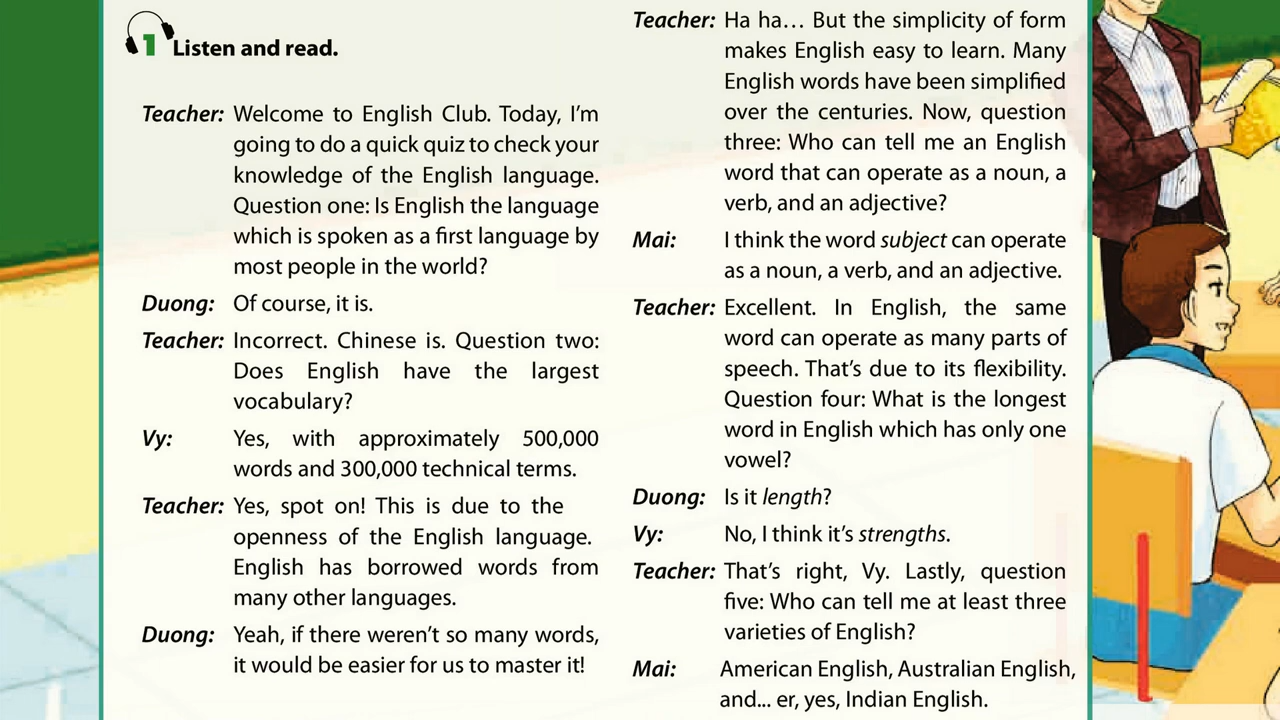 1 Listen and read.
Teacher: Welcome to English Club. Today, I’m
going to do a quick quiz to check your
knowledge of the English language.
Question one: Is English the language
which is spoken as a first language by
most people in the world?
Duong: Of course, it is.
Teacher: Incorrect. Chinese is. Question two:
Does English have the largest
vocabulary?
Vy: Yes, with approximately 500,000
words and 300,000 technical terms.
Teacher: Yes, spot on! This is due to the
openness of the English language.
English has borrowed words from
many other languages.
Duong: Yeah, if there weren’t so many words,
it would be easier for us to master it!
Teacher: Ha ha… But the simplicity of form
makes English easy to learn. Many
English words have been simplified
over the centuries. Now, question
three: Who can tell me an English
word that can operate as a noun, a
verb, and an adjective?
Mai: I think the word subject can operate
as a noun, a verb, and an adjective.
Teacher: Excellent. In English, the same
word can operate as many parts of
speech. That’s due to its flexibility.
Question four: What is the longest
word in English which has only one
vowel?
Duong: Is it length?
Vy: No, I think it’s strengths.
Teacher: That’s right, Vy. Lastly, question
five: Who can tell me at least three
varieties of English?
Mai: American English, Australian English,
and... er, yes, Indian English.